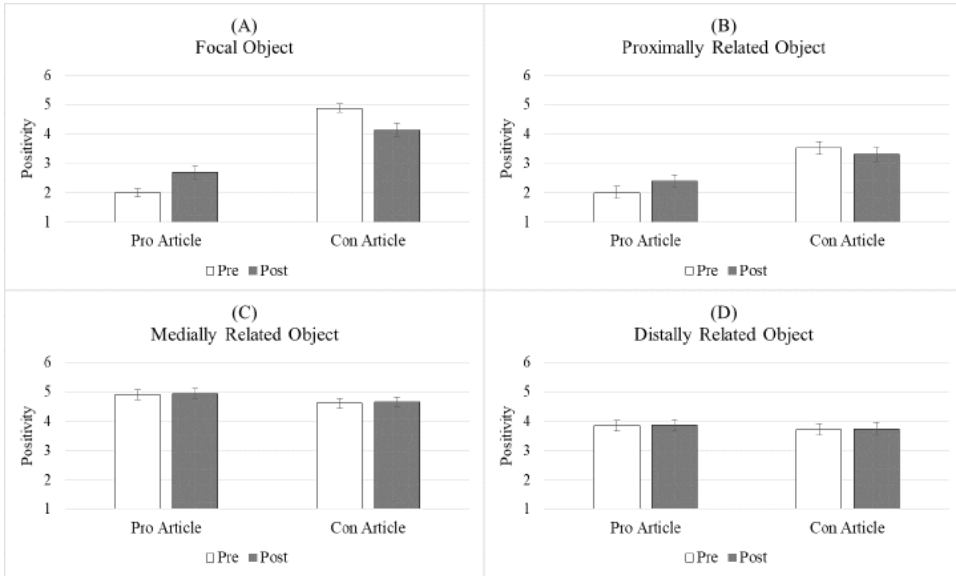 (A)
Focal Object
6
5
4
3
2
1
Positivity
Pro Article
Con Article
Pre Post
(B)
Proximally Related Object
6
5
4
3
2
1
Positivity
Pro Article
Con Article
Pre Post
(C)
Medially Related Object
6
5
4
3
2
1
Positivity
Pro Article
Con Article
Pre Post
(D)
Distally Related Object
6
5
4
3
2
1
Positivity
Pro Article
Con Article
Pre Post